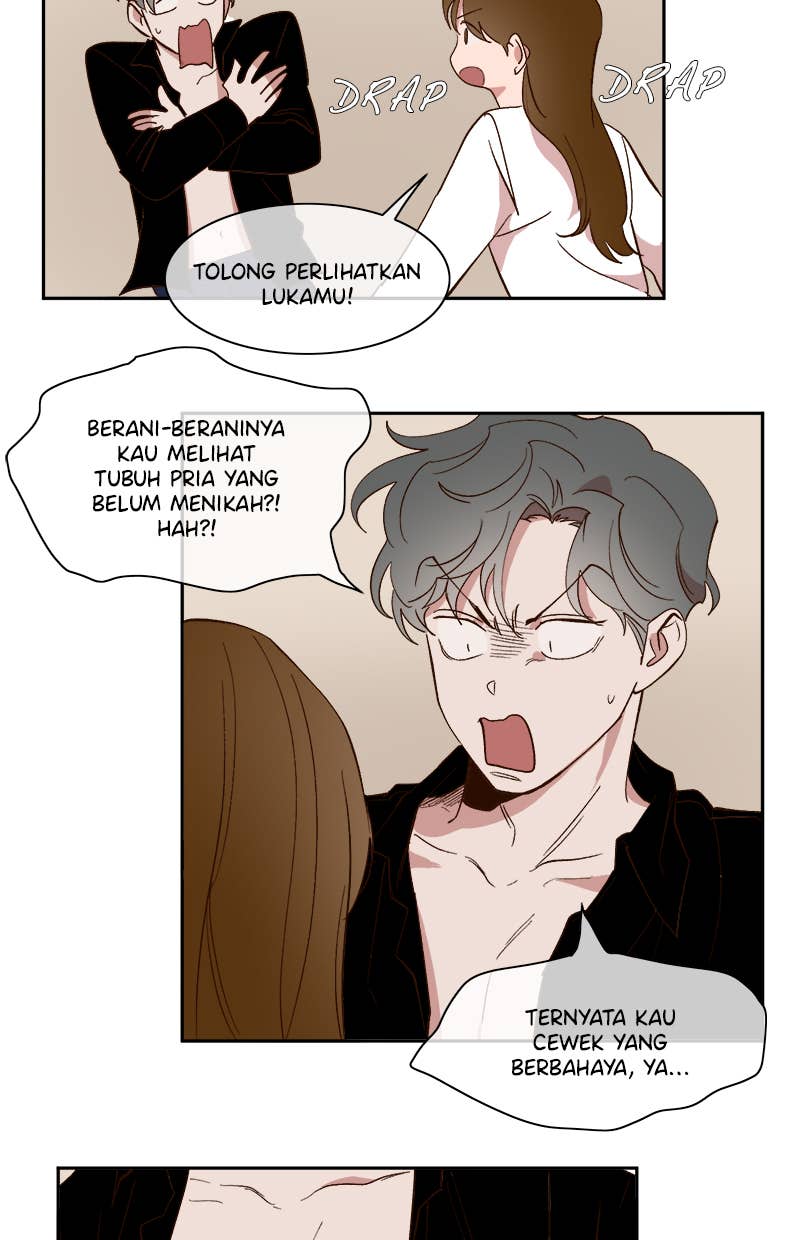 DRAP
DRAP
TOLONG PERLIHATKAN
LUKAMU!
BERANI-BERANINYA
KAU MELIHAT
TUBUH PRIA YANG
BELUM MENIKAH?!
HAH?!
TERNYATA KAU
CEWEK YANG
BERBAHAYA, YA...